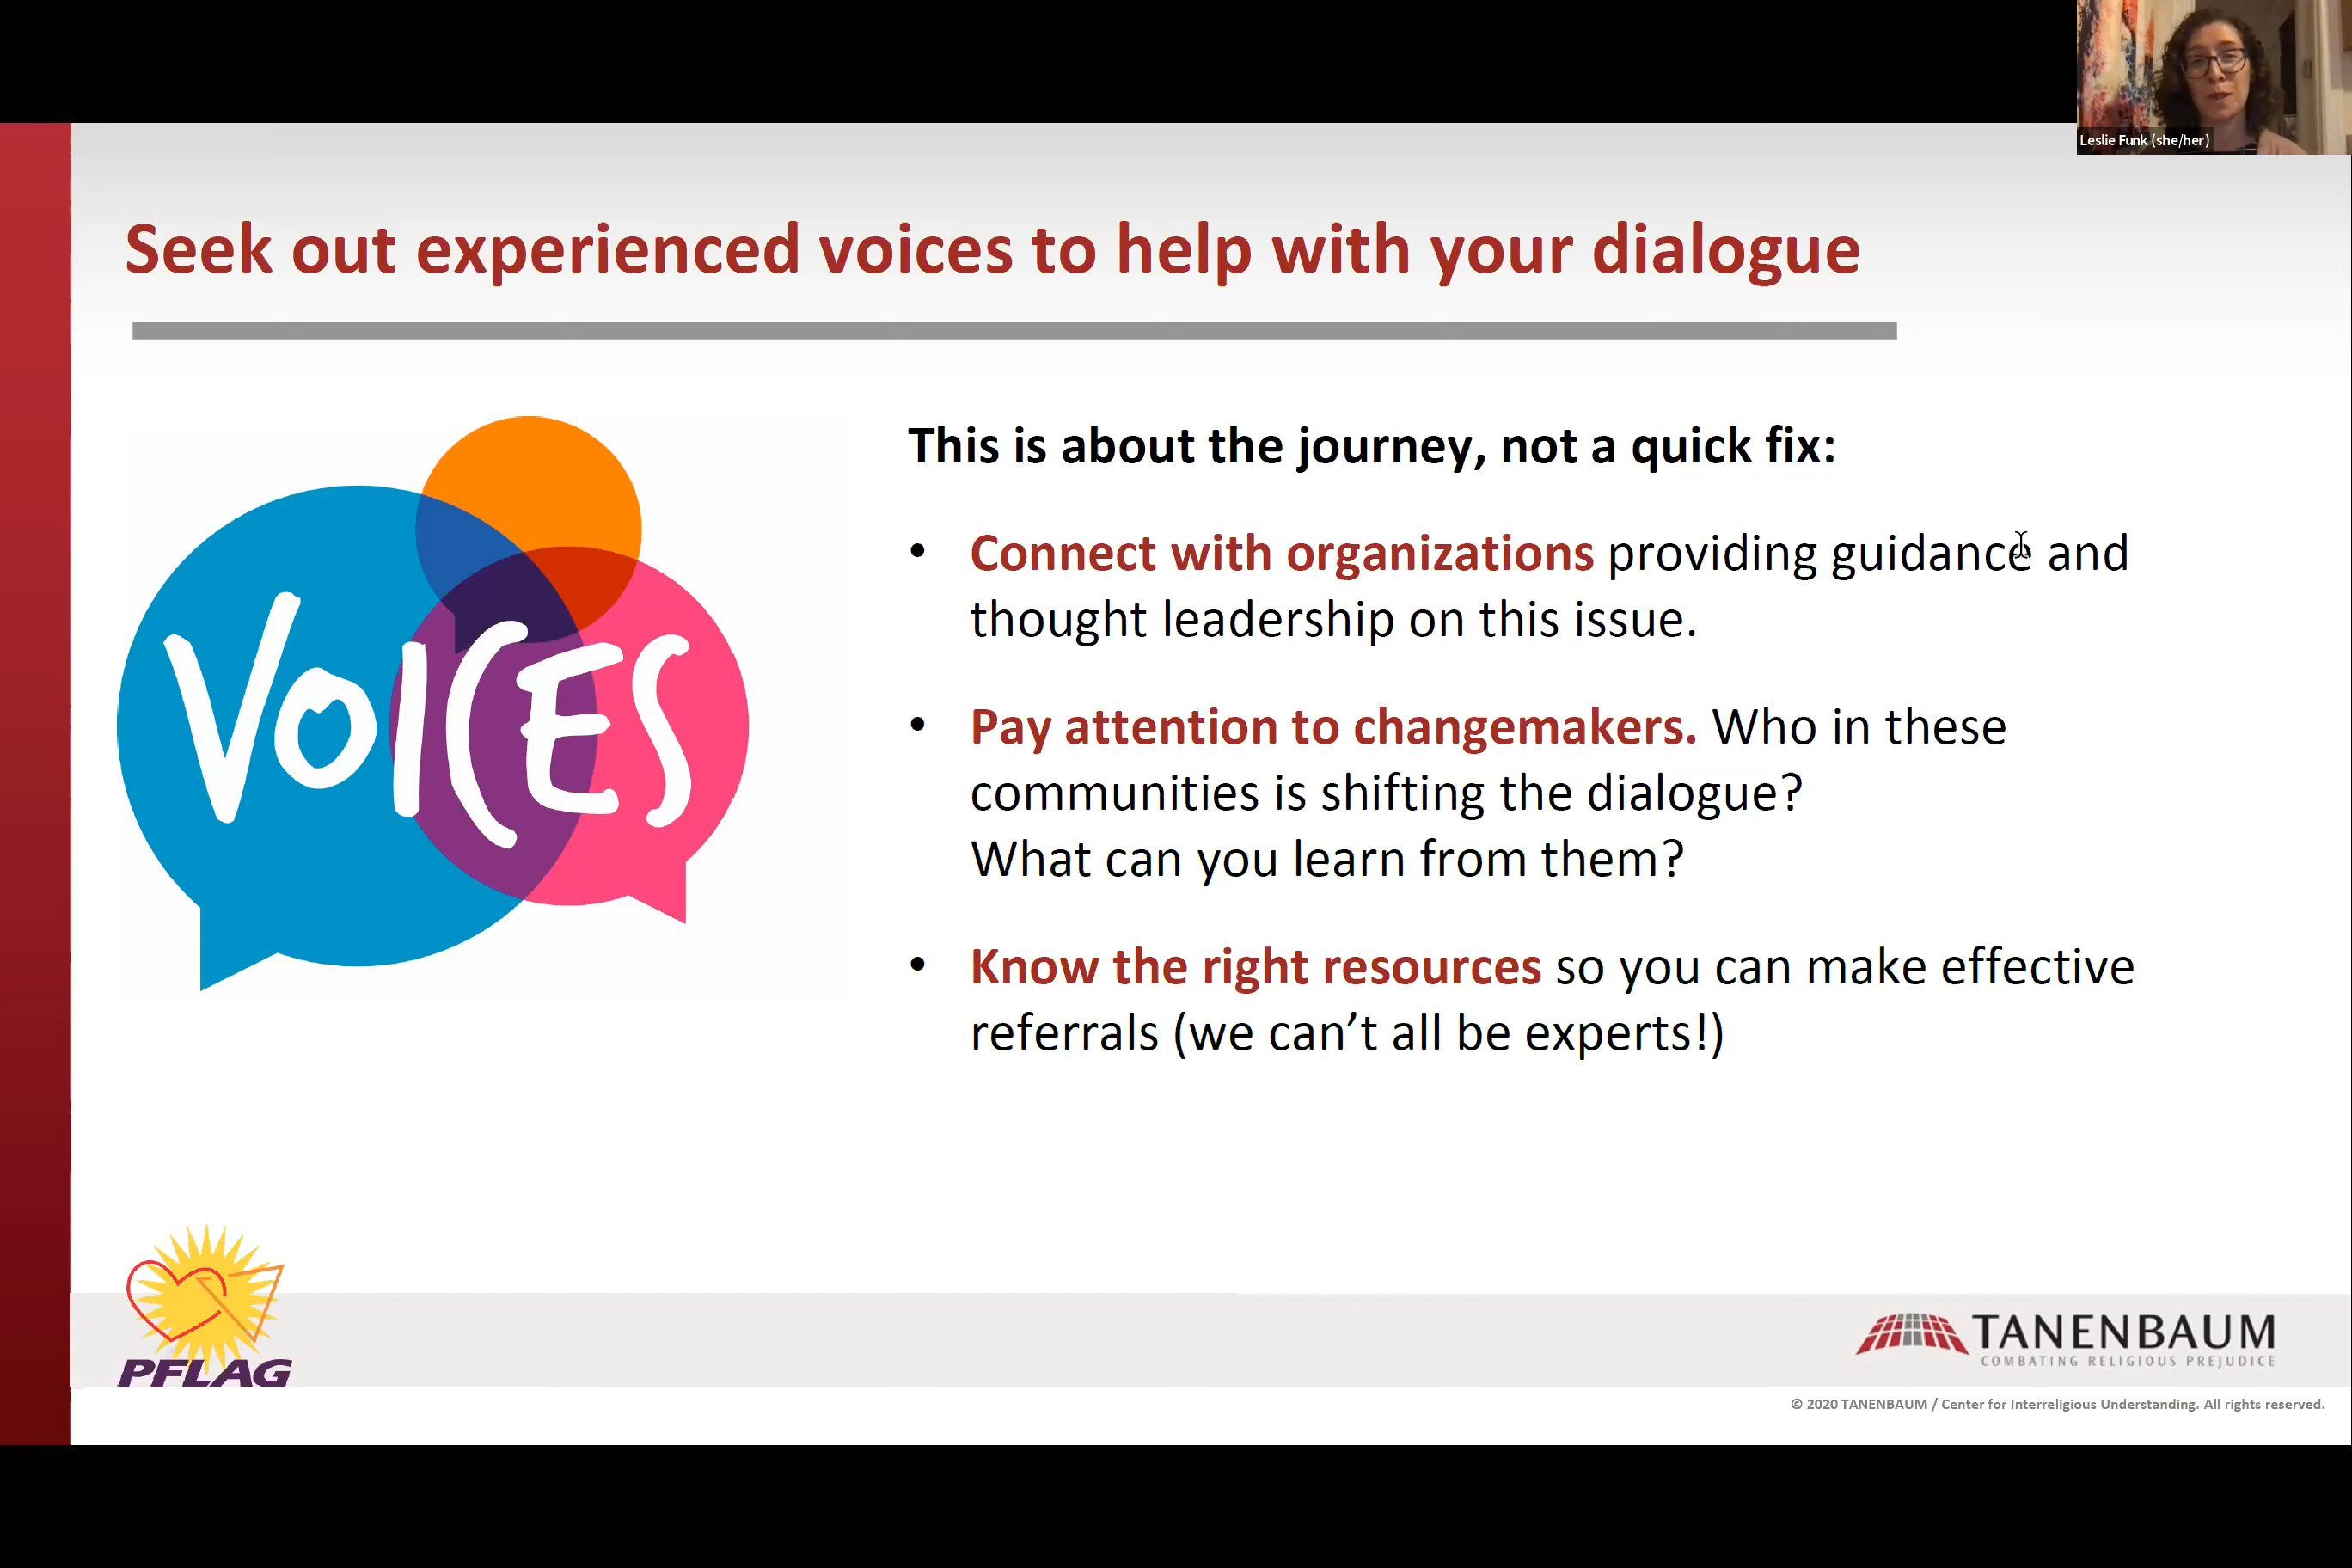 Leslie Funk (she/her)
Seek out experienced voices to help with your dialogue
VOICES
This is about the journey, not a quick fix:
• Connect with organizations providing guidance and
thought leadership on this issue.
• Pay attention to changemakers. Who in these
communities is shifting the dialogue?
What can you learn from them?
• Know the right resources so you can make effective
referrals (we can’t all be experts!)
PFLAG
TANENBAUM
COMBATING RELIGIOUS PREJUDICE
© 2020 TANENBAUM / Center for Interreligious Understanding. All rights reserved.